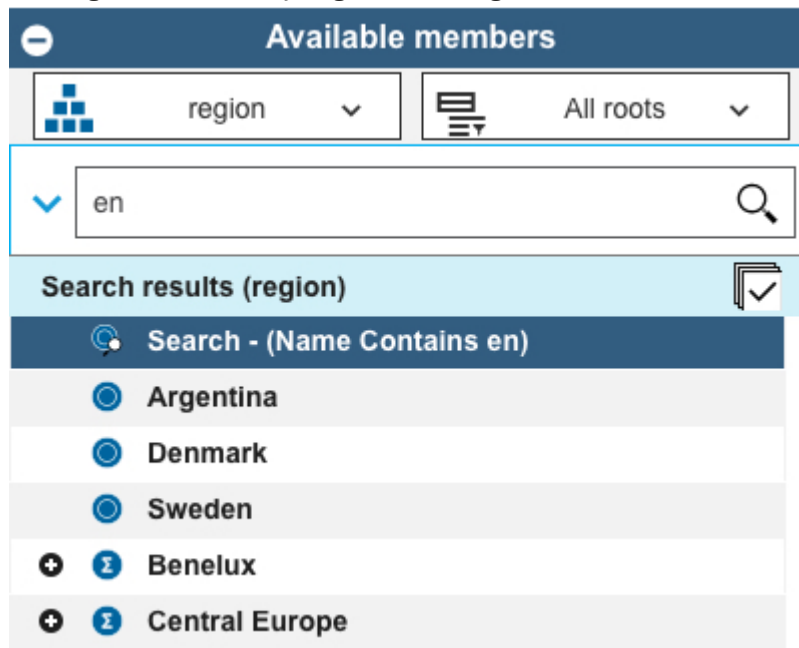 Available members
region All roots
en
Search results (region)
Search - (Name Contains en)
Argentina
Denmark
Sweden
Benelux
Central Europe